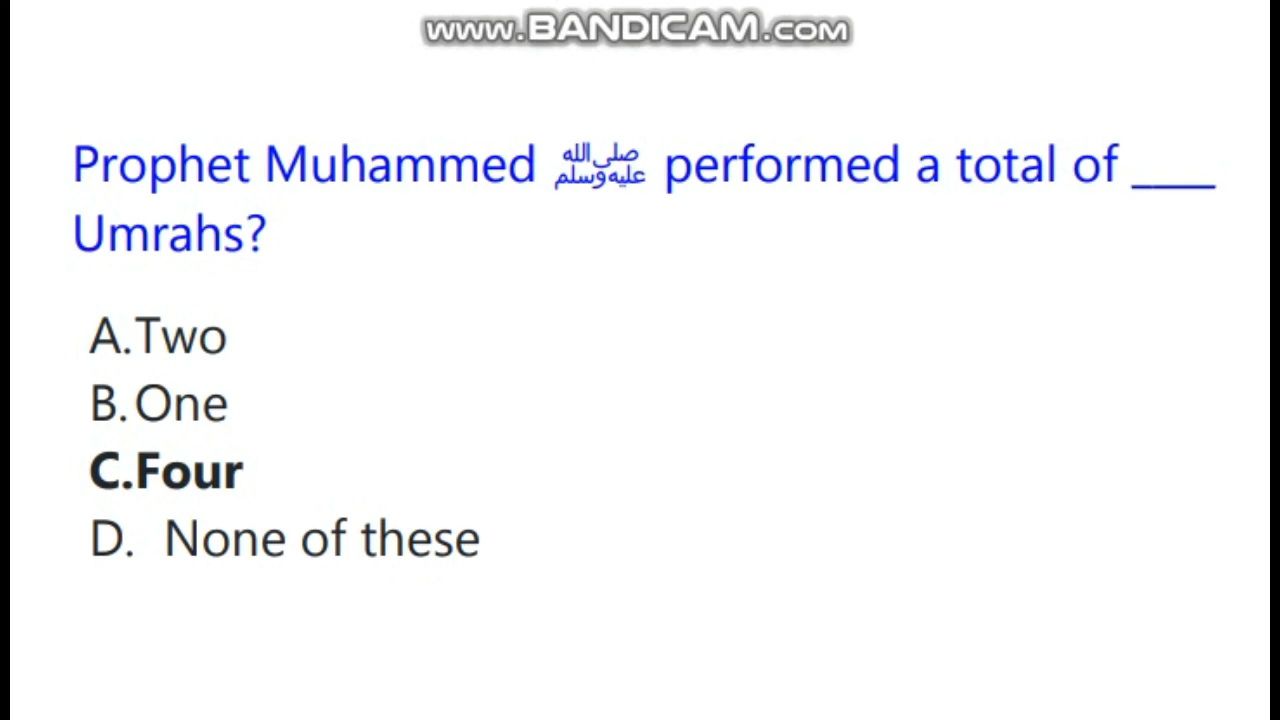 www.BANDICAM.com
Prophet Muhammed ﷺ performed a total of ____
Umrahs?
A.Two
B.One
C.Four
D. None of these